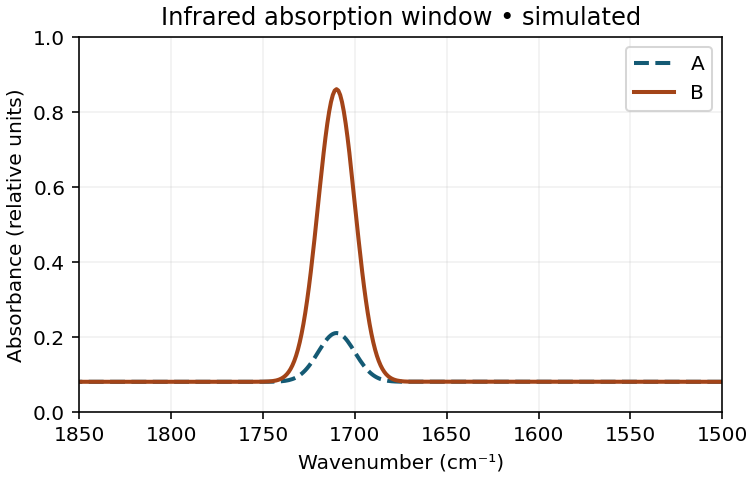 Infrared absorption window • simulated
Absorbance (relative units)
1.0
0.8
0.6
0.4
0.2
0.0
A
B
1850 1800 1750 1700 1650 1600 1550 1500
Wavenumber (cm⁻¹)